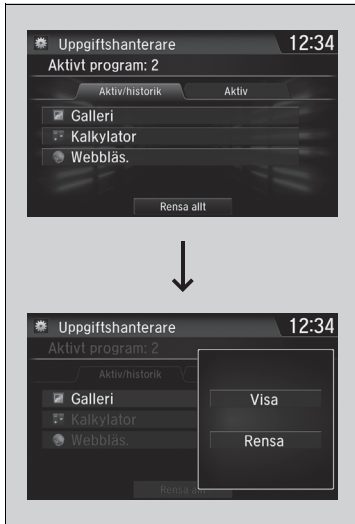 Uppgiftshanterare 12:34
Aktivt program: 2
Aktiv/historik Aktiv
Galleri
Kalkylator
Webbläs.
Rensa allt
Uppgiftshanterare 12:34
Aktivt program: 2
Aktiv/historik
Galleri Visa
Kalkylator
Webbläs. Rensa
Rensa allt